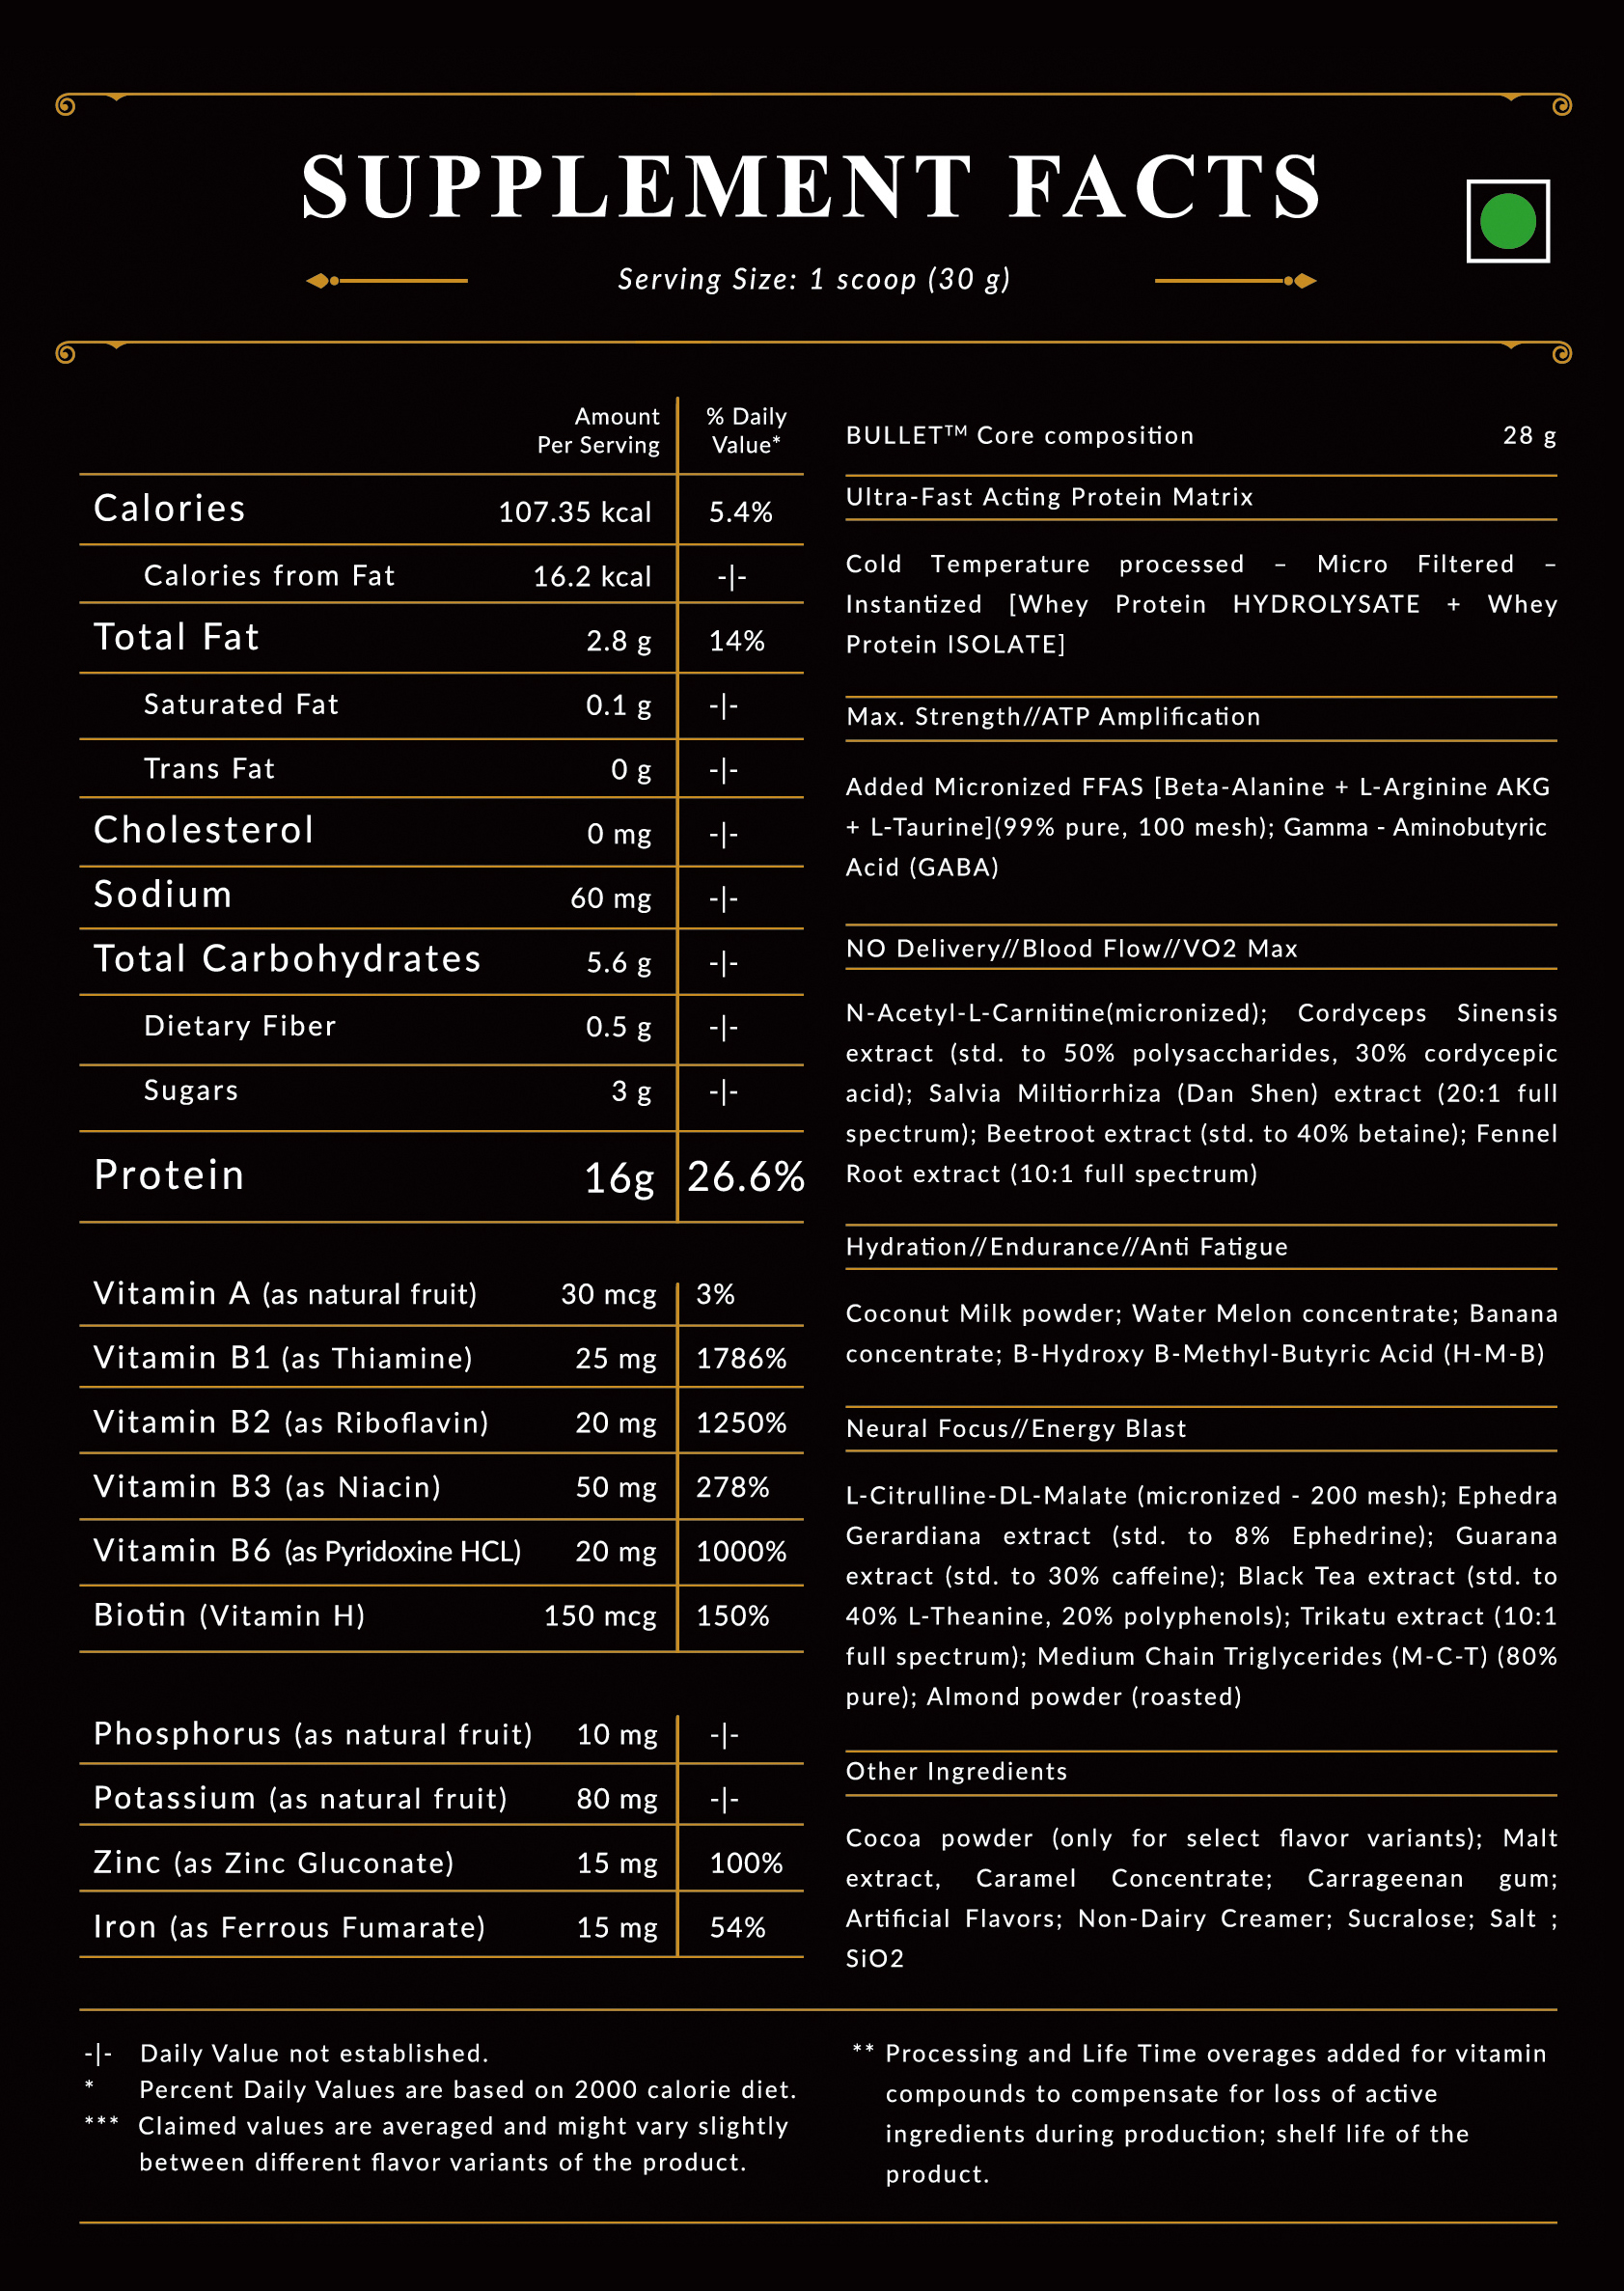 SUPPLEMENT FACTS
Serving Size: 1 scoop (30 g)
Amount Per Serving % Daily Value*
Calories 107.35 kcal 5.4%
Calories from Fat 16.2 kcal -|-
Total Fat 2.8 g 14%
Saturated Fat 0.1 g -|-
Trans Fat 0 g -|-
Cholesterol 0 mg -|-
Sodium 60 mg -|-
Total Carbohydrates 5.6 g -|-
Dietary Fiber 0.5 g -|-
Sugars 3 g -|-
Protein 16g 26.6%
Vitamin A (as natural fruit) 30 mcg 3%
Vitamin B1 (as Thiamine) 25 mg 1786%
Vitamin B2 (as Riboflavin) 20 mg 1250%
Vitamin B3 (as Niacin) 50 mg 278%
Vitamin B6 (as Pyridoxine HCL) 20 mg 1000%
Biotin (Vitamin H) 150 mcg 150%
Phosphorus (as natural fruit) 10 mg -|-
Potassium (as natural fruit) 80 mg -|-
Zinc (as Zinc Gluconate) 15 mg 100%
Iron (as Ferrous Fumarate) 15 mg 54%
BULLET™ Core composition 28 g
Ultra-Fast Acting Protein Matrix
Cold Temperature processed – Micro Filtered –
Instantized [Whey Protein HYDROLYSATE + Whey
Protein ISOLATE]
Max. Strength//ATP Amplification
Added Micronized FFAS [Beta-Alanine + L-Arginine AKG
+ L-Taurine](99% pure, 100 mesh); Gamma - Aminobutyric
Acid (GABA)
NO Delivery//Blood Flow//VO2 Max
N-Acetyl-L-Carnitine(micronized); Cordyceps Sinensis
extract (std. to 50% polysaccharides, 30% cordycepic
acid); Salvia Miltiorrhiza (Dan Shen) extract (20:1 full
spectrum); Beetroot extract (std. to 40% betaine); Fennel
Root extract (10:1 full spectrum)
Hydration//Endurance//Anti Fatigue
Coconut Milk powder; Water Melon concentrate; Banana
concentrate; B-Hydroxy B-Methyl-Butyric Acid (H-M-B)
Neural Focus//Energy Blast
L-Citrulline-DL-Malate (micronized - 200 mesh); Ephedra
Gerardiana extract (std. to 8% Ephedrine); Guarana
extract (std. to 30% caffeine); Black Tea extract (std. to
40% L-Theanine, 20% polyphenols); Trikatu extract (10:1
full spectrum); Medium Chain Triglycerides (M-C-T) (80%
pure); Almond powder (roasted)
Other Ingredients
Cocoa powder (only for select flavor variants); Malt
extract, Caramel Concentrate; Carrageenan gum;
Artificial Flavors; Non-Dairy Creamer; Sucralose; Salt ;
SiO2
-|- Daily Value not established.
* Percent Daily Values are based on 2000 calorie diet.
*** Claimed values are averaged and might vary slightly
between different flavor variants of the product.
** Processing and Life Time overages added for vitamin
compounds to compensate for loss of active
ingredients during production; shelf life of the
product.